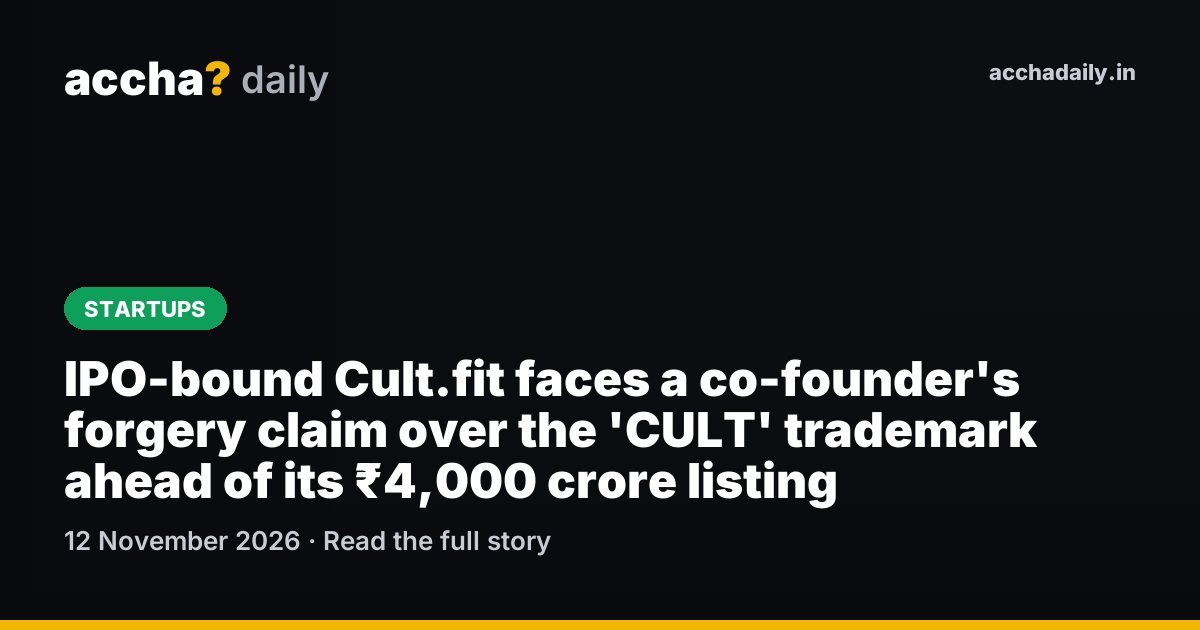 accha? daily
acchadaily.in
STARTUPS
IPO-bound Cult.fit faces a co-founder's
forgery claim over the 'CULT' trademark
ahead of its ₹4,000 crore listing
12 November 2026 · Read the full story